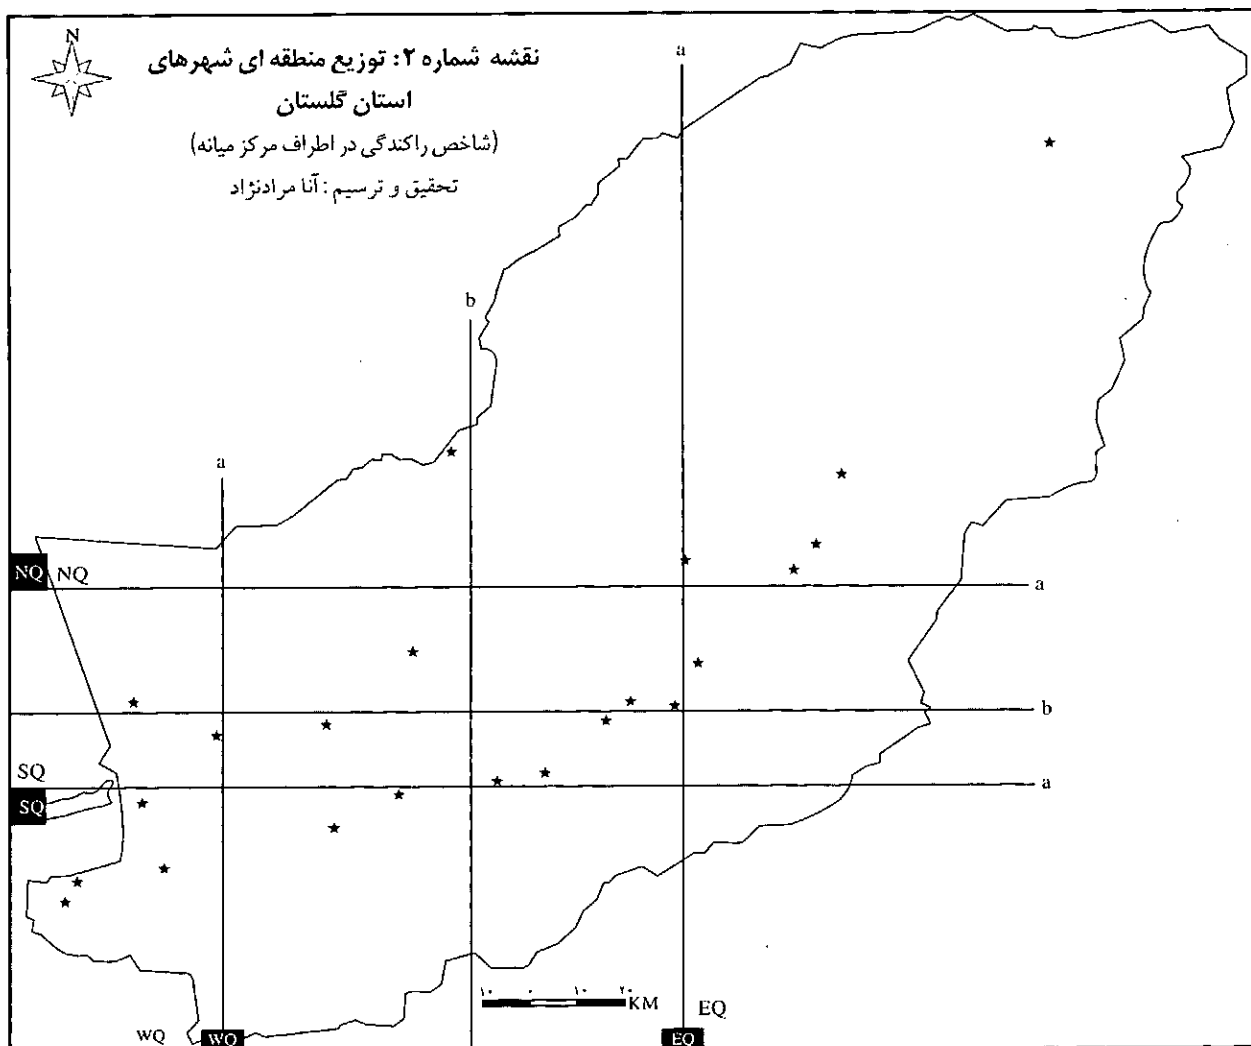 N
نقشه شماره ۲: توزیع منطقه ای شهرهای
استان گلستان
(شاخص راکندگی در اطراف مرکز میانه)
تحقیق و ترسیم: آنا مرادنژاد
a
b
a
NQ NQ
a
b
SQ
a
SQ
۱۰ ۰ ۱۰ ۲۰ KM
EQ
WQ WQ
EQ